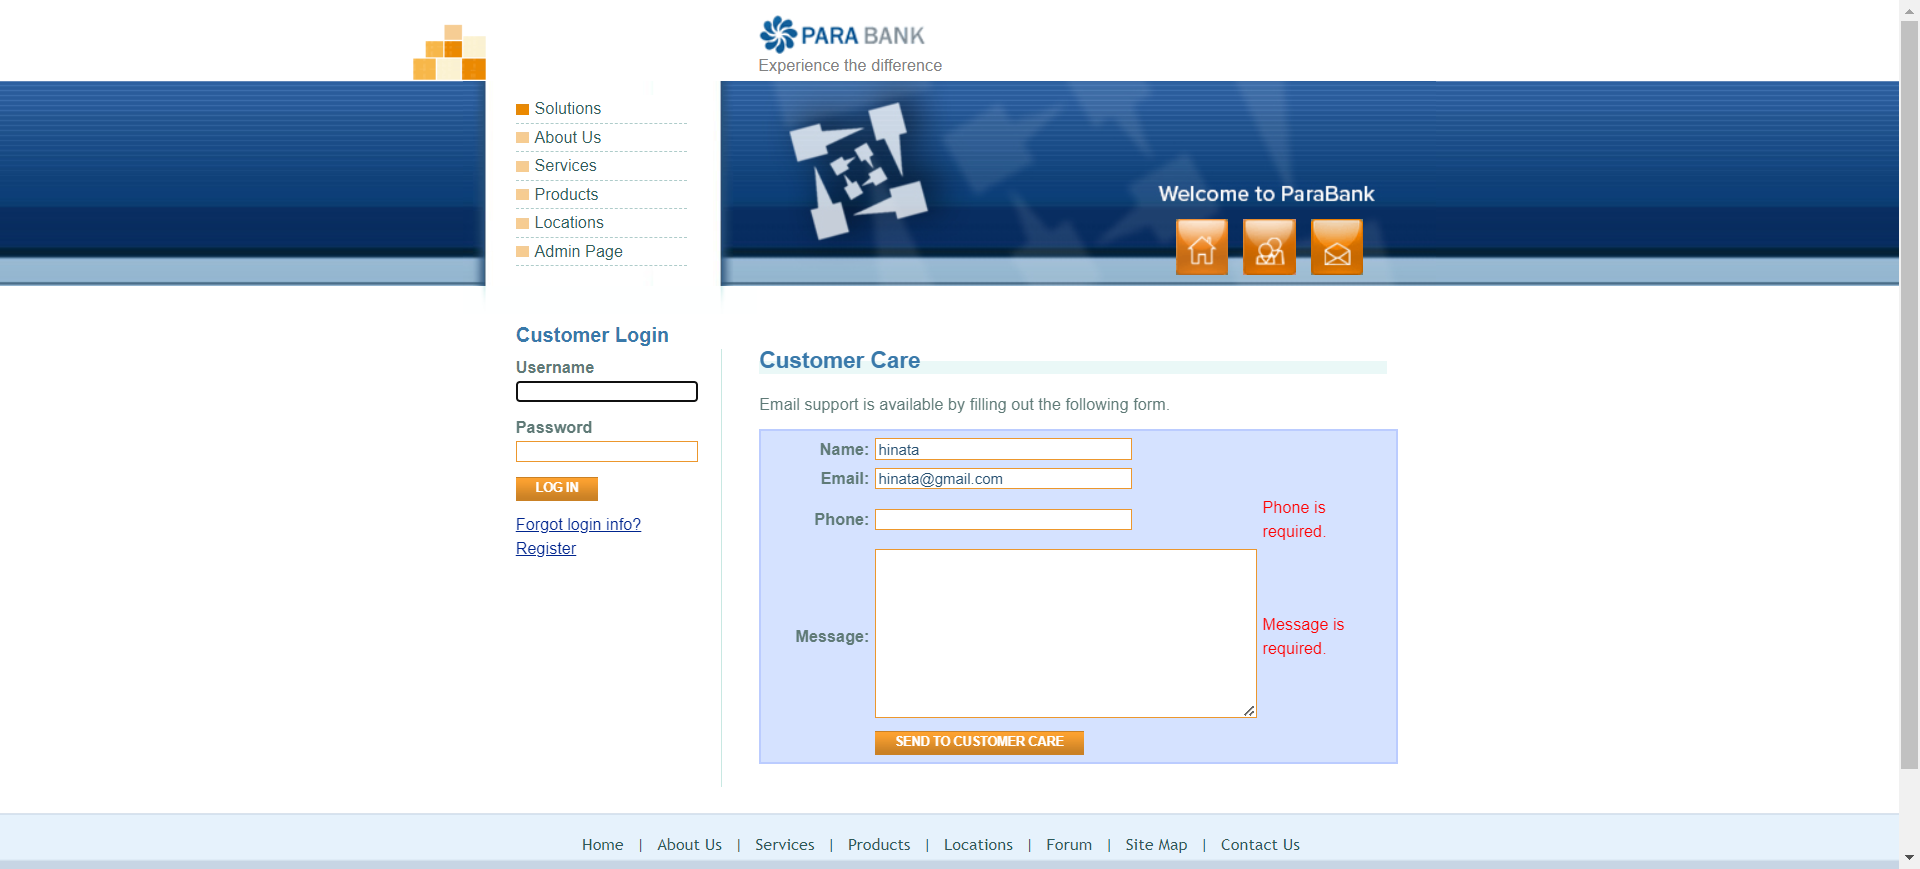 PARA BANK
Experience the difference
Solutions
About Us
Services
Products
Locations
Admin Page
Welcome to ParaBank
Customer Login
Username
Password
LOG IN
Forgot login info?
Register
Customer Care
Email support is available by filling out the following form.
Name: hinata
Email: hinata@gmail.com
Phone:
Phone is
required.
Message:
Message is
required.
SEND TO CUSTOMER CARE
Home | About Us | Services | Products | Locations | Forum | Site Map | Contact Us